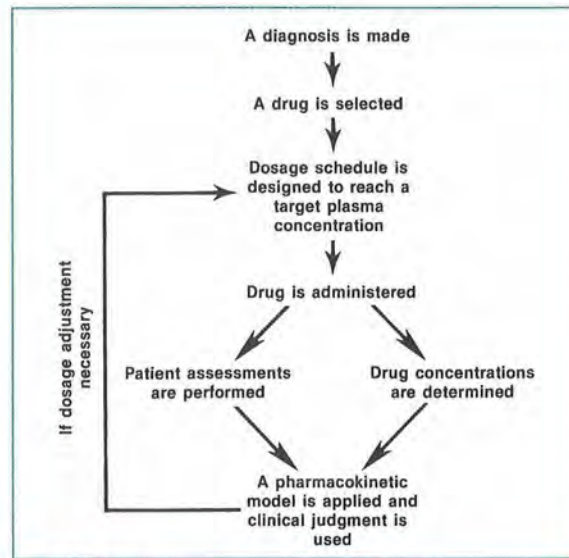 A diagnosis is made
A drug is selected
Dosage schedule is
designed to reach a
target plasma
concentration
Drug is administered
If dosage adjustment
necessary
Patient assessments
are performed
Drug concentrations
are determined
A pharmacokinetic
model is applied and
clinical judgment is
used